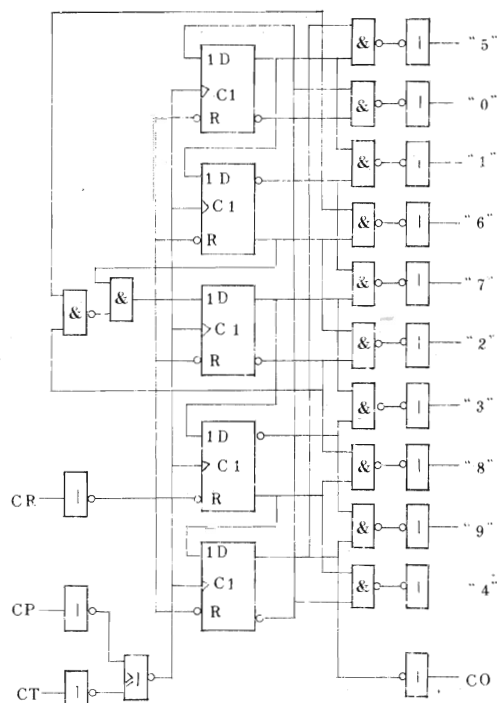 & | "5"
1D
C1
R
& | "0"
& | "1"
1D
C1
R
& | "6"
& | "7"
& &
1D
C1
R
& | "2"
& | "3"
1D
C1
R
& | "8"
CR |
& | "9"
1D
C1
R
& | "4"
CP |
≥1
CT |
| CO